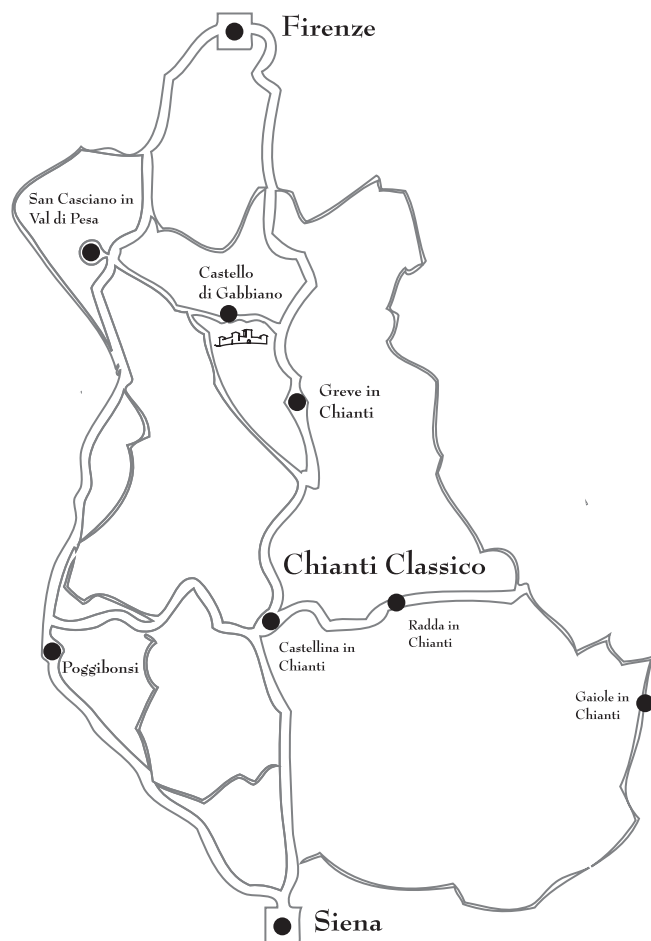 Firenze
San Casciano in
Val di Pesa
Castello
di Gabbiano
Greve in
Chianti
Chianti Classico
Radda in
Chianti
Castellina in
Chianti
Poggibonsi
Gaiole in
Chianti
Siena